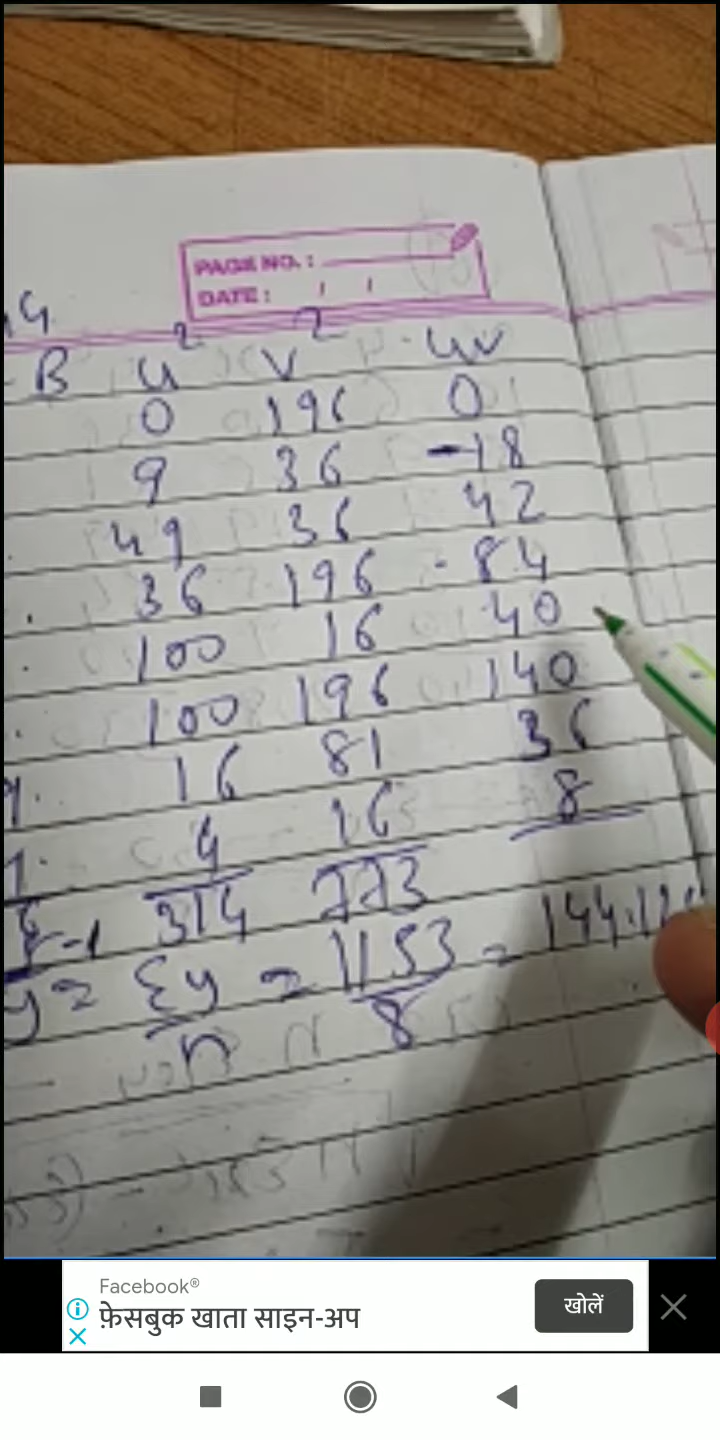 PAGE NO.:
DATE: / /
B u² v² uv
0 196 0
9 36 -18
49 36 42
36 196 -84
100 16 40
100 196 140
16 81 36
4 16 8
314 773
y = Σy/n = 1153/8 =
Facebook®
फ़ेसबुक खाता साइन-अप
खोलें